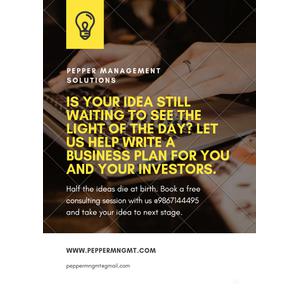 PEPPER MANAGEMENT
SOLUTIONS
IS YOUR IDEA STILL
WAITING TO SEE THE
LIGHT OF THE DAY? LET
US HELP WRITE A
BUSINESS PLAN FOR YOU
AND YOUR INVESTORS.
Half the ideas die at birth. Book a free
consulting session with us @9867144495
and take your idea to next stage.
WWW.PEPPERMNGMT.COM
peppermngmt@gmail.com